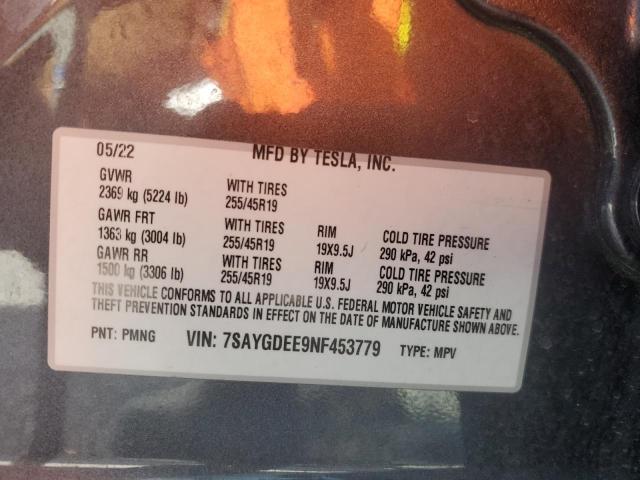 05/22 MFD BY TESLA, INC.
GVWR
2369 kg (5224 lb) WITH TIRES 255/45R19
GAWR FRT
1363 kg (3004 lb) WITH TIRES 255/45R19 RIM 19X9.5J COLD TIRE PRESSURE 290 kPa, 42 psi
GAWR RR
1500 kg (3306 lb) WITH TIRES 255/45R19 RIM 19X9.5J COLD TIRE PRESSURE 290 kPa, 42 psi
THIS VEHICLE CONFORMS TO ALL APPLICABLE U.S. FEDERAL MOTOR VEHICLE SAFETY AND
THEFT PREVENTION STANDARDS IN EFFECT ON THE DATE OF MANUFACTURE SHOWN ABOVE.
PNT: PMNG VIN: 7SAYGDEE9NF453779 TYPE: MPV